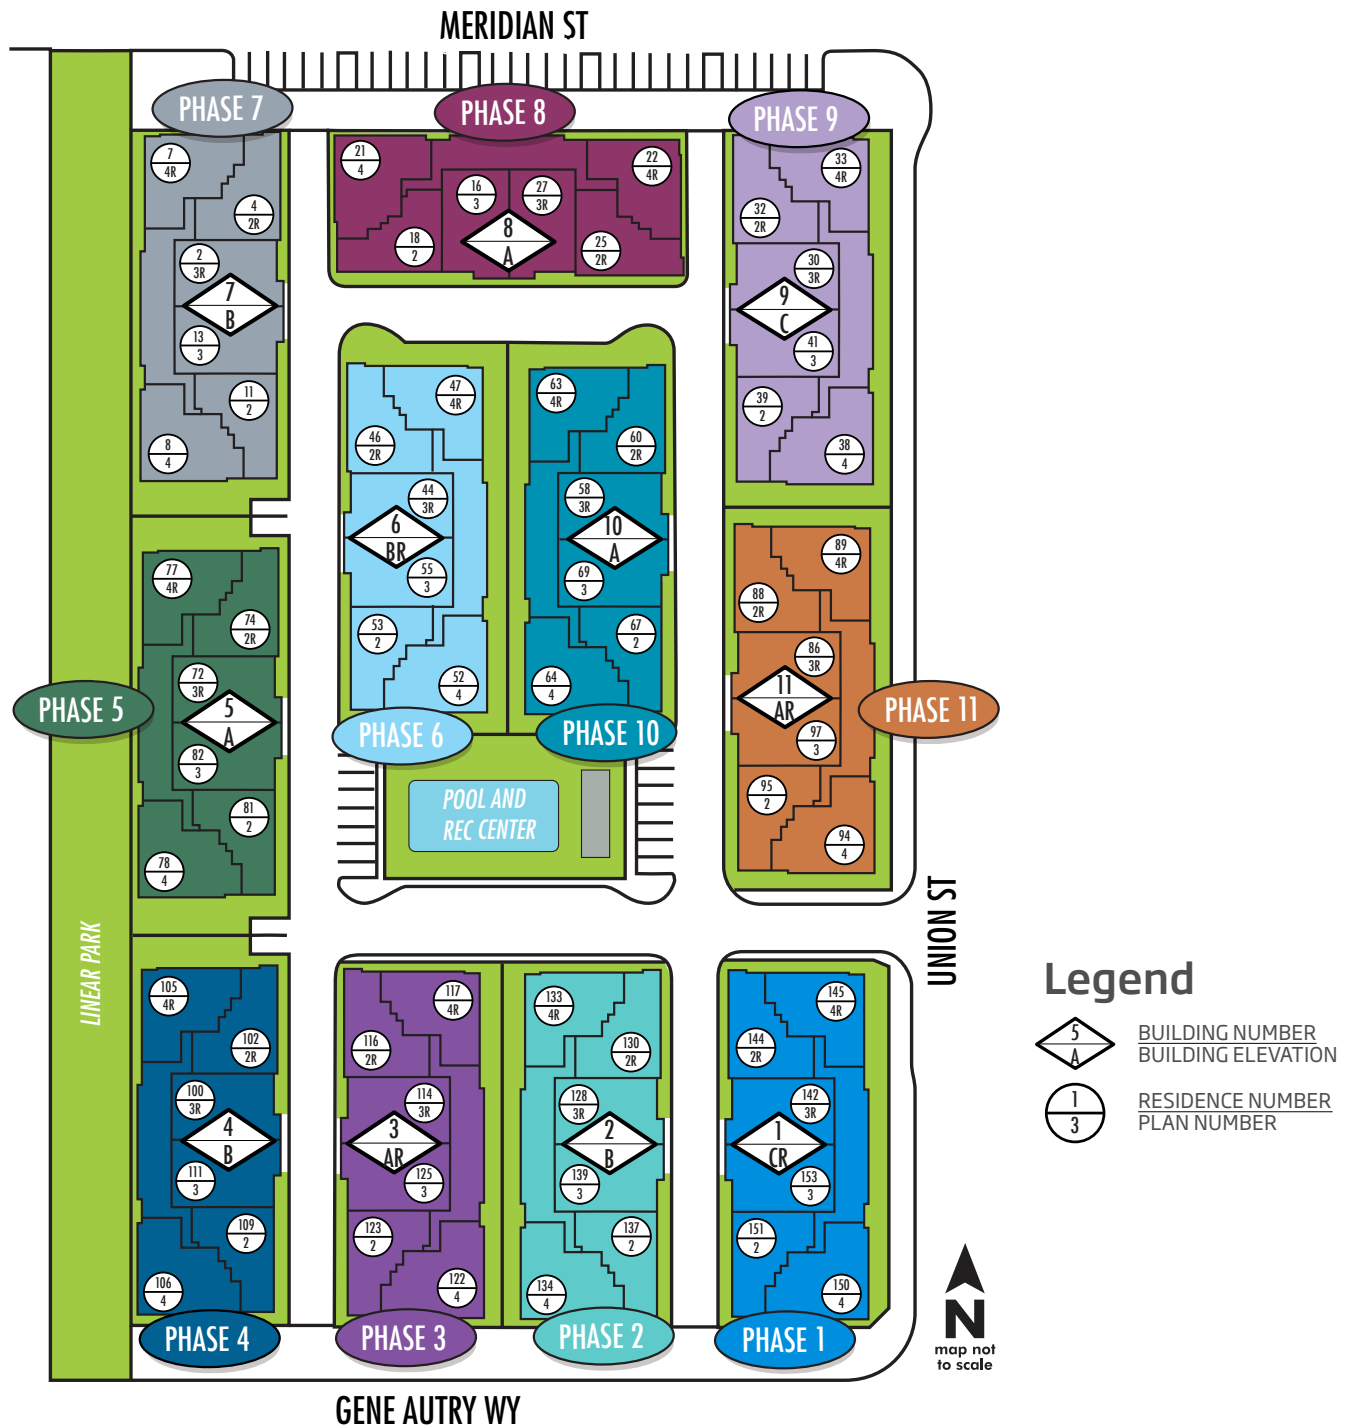 MERIDIAN ST
PHASE 7
PHASE 8
PHASE 9
7
4R
4
2R
2
3R
7
B
13
3
11
2
8
4
21
4
16
3
27
3R
22
4R
18
2
8
A
25
2R
33
4R
32
2R
30
3R
9
C
41
3
39
2
38
4
47
4R
46
2R
44
3R
6
BR
55
3
53
2
52
4
PHASE 6
63
4R
60
2R
58
3R
10
A
69
3
67
2
64
4
PHASE 10
77
4R
74
2R
72
3R
5
A
82
3
81
2
78
4
PHASE 5
89
4R
88
2R
86
3R
11
AR
97
3
95
2
94
4
PHASE 11
POOL AND
REC CENTER
LINEAR PARK
UNION ST
105
4R
102
2R
100
3R
4
B
111
3
109
2
106
4
PHASE 4
117
4R
116
2R
114
3R
3
AR
125
3
123
2
122
4
PHASE 3
133
4R
130
2R
128
3R
2
B
139
3
137
2
134
4
PHASE 2
145
4R
144
2R
142
3R
1
CR
153
3
151
2
150
4
PHASE 1
Legend
5
A
BUILDING NUMBER
BUILDING ELEVATION
1
3
RESIDENCE NUMBER
PLAN NUMBER
N
map not
to scale
GENE AUTRY WY